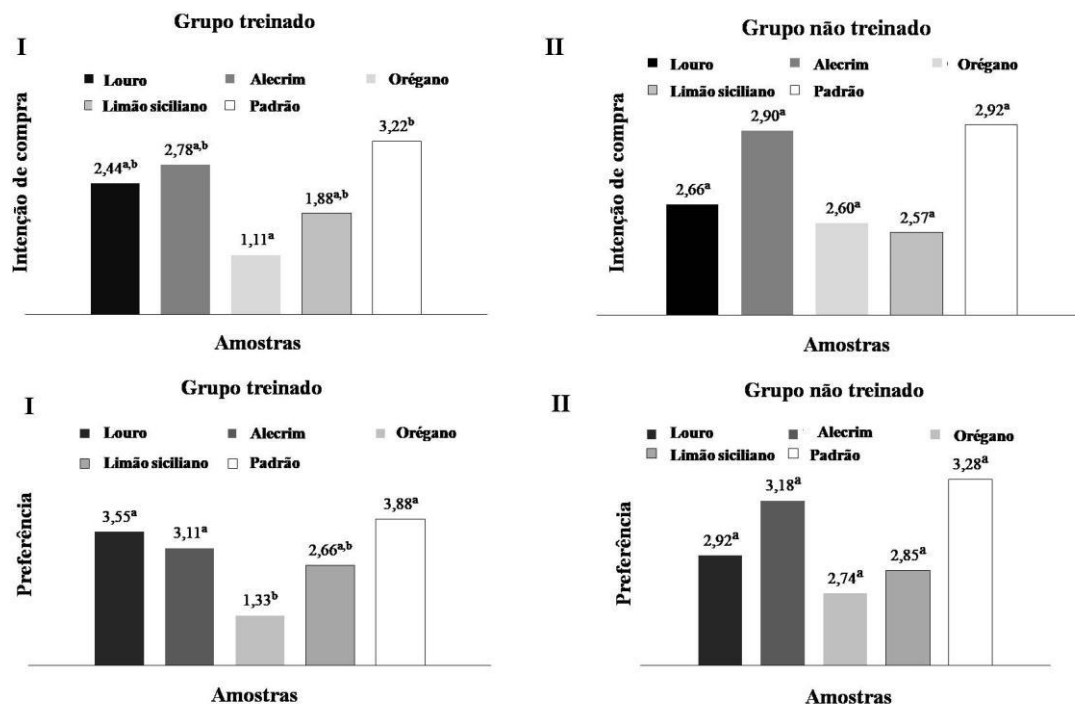 Grupo treinado
I
Louro Alecrim Orégano
Limão siciliano Padrão
Intenção de compra
2,44a,b 2,78a,b 1,11a 1,88a,b 3,22b
Amostras
Grupo não treinado
II
Louro Alecrim Orégano
Limão siciliano Padrão
Intenção de compra
2,66a 2,90a 2,60a 2,57a 2,92a
Amostras
Grupo treinado
I
Louro Alecrim Orégano
Limão siciliano Padrão
Preferência
3,55a 3,11a 1,33b 2,66a,b 3,88a
Amostras
Grupo não treinado
II
Louro Alecrim Orégano
Limão siciliano Padrão
Preferência
2,92a 3,18a 2,74a 2,85a 3,28a
Amostras